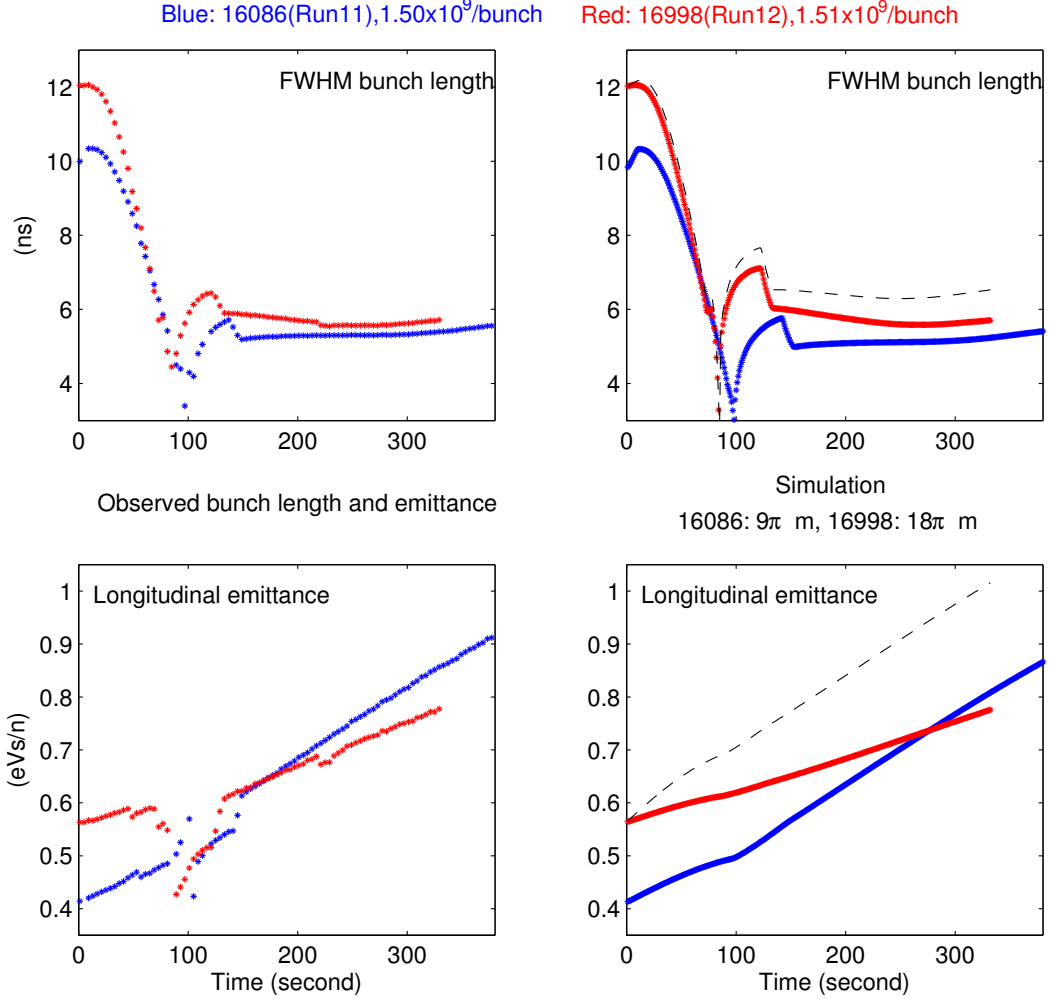 Blue: 16086(Run11),1.50x10⁹/bunch Red: 16998(Run12),1.51x10⁹/bunch
FWHM bunch length
12
10
8
6
4
(ns)
0 100 200 300
FWHM bunch length
12
10
8
6
4
0 100 200 300
Observed bunch length and emittance
Simulation
16086: 9π m, 16998: 18π m
Longitudinal emittance
1
0.9
0.8
0.7
0.6
0.5
0.4
(eVs/n)
0 100 200 300
Time (second)
Longitudinal emittance
1
0.9
0.8
0.7
0.6
0.5
0.4
0 100 200 300
Time (second)